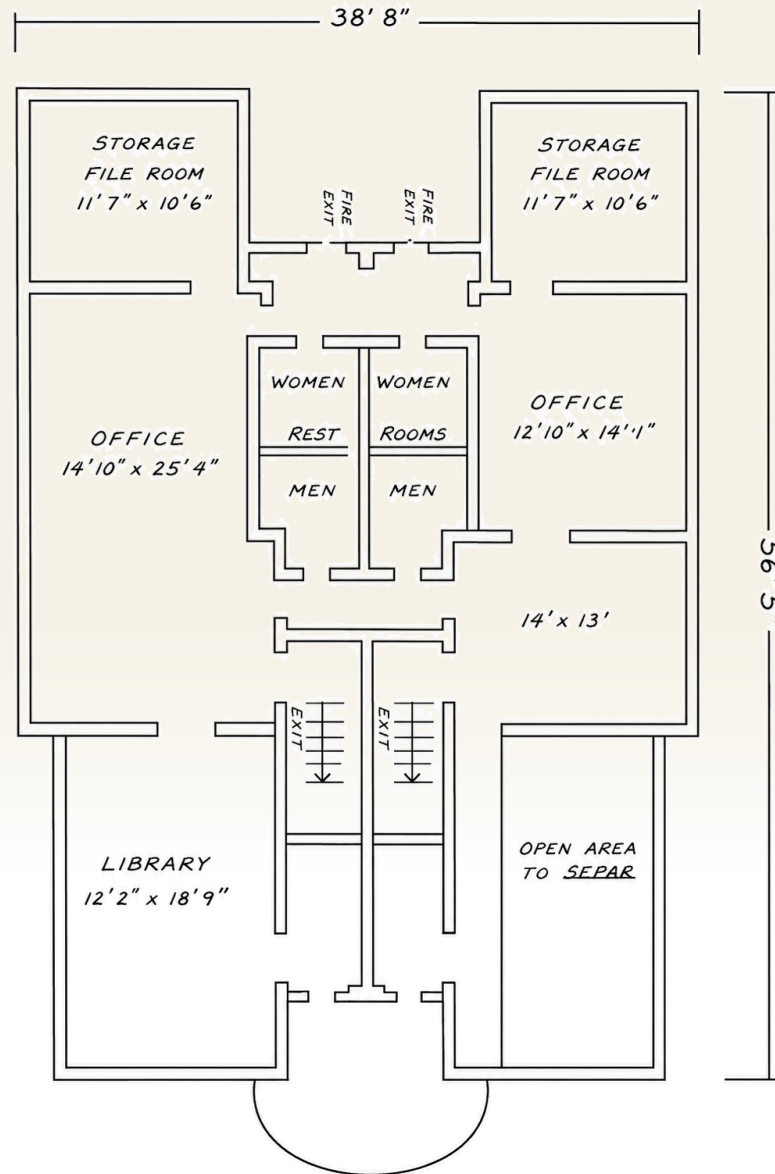 38' 8"
STORAGE
FILE ROOM
11'7" x 10'6"
STORAGE
FILE ROOM
11'7" x 10'6"
FIRE
EXIT
FIRE
EXIT
WOMEN
WOMEN
REST
ROOMS
MEN
MEN
OFFICE
14'10" x 25'4"
OFFICE
12'10" x 14'1"
56' 5"
14' x 13'
EXIT
EXIT
LIBRARY
12'2" x 18'9"
OPEN AREA
TO SEPAR